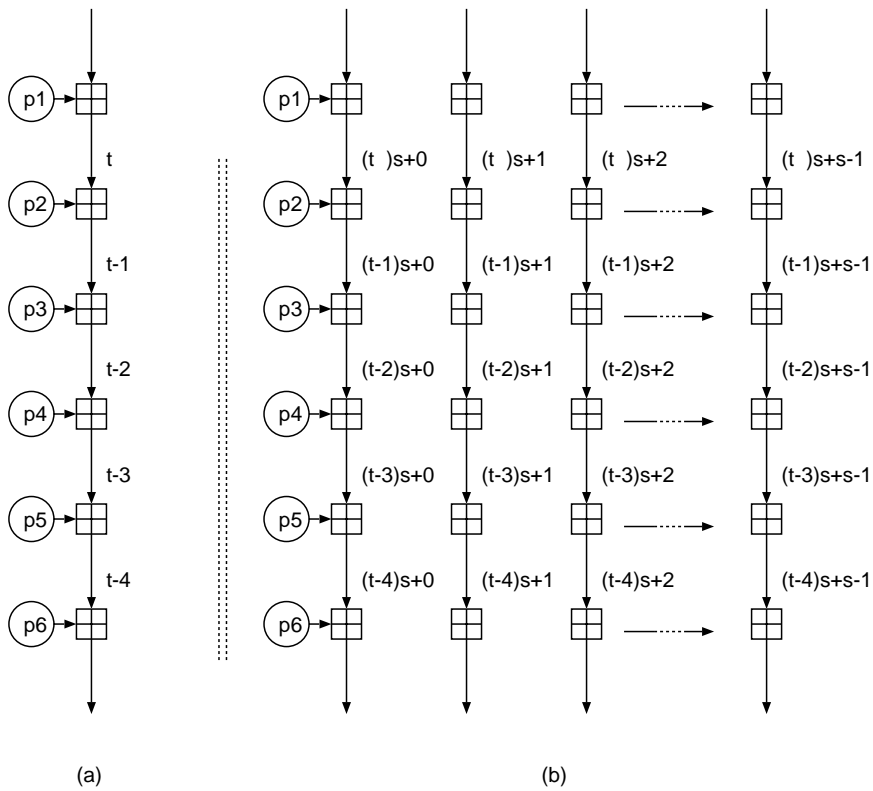 p1 p1
t (t )s+0 (t )s+1 (t )s+2 (t )s+s-1
p2 p2
t-1 (t-1)s+0 (t-1)s+1 (t-1)s+2 (t-1)s+s-1
p3 p3
t-2 (t-2)s+0 (t-2)s+1 (t-2)s+2 (t-2)s+s-1
p4 p4
t-3 (t-3)s+0 (t-3)s+1 (t-3)s+2 (t-3)s+s-1
p5 p5
t-4 (t-4)s+0 (t-4)s+1 (t-4)s+2 (t-4)s+s-1
p6 p6
(a) (b)